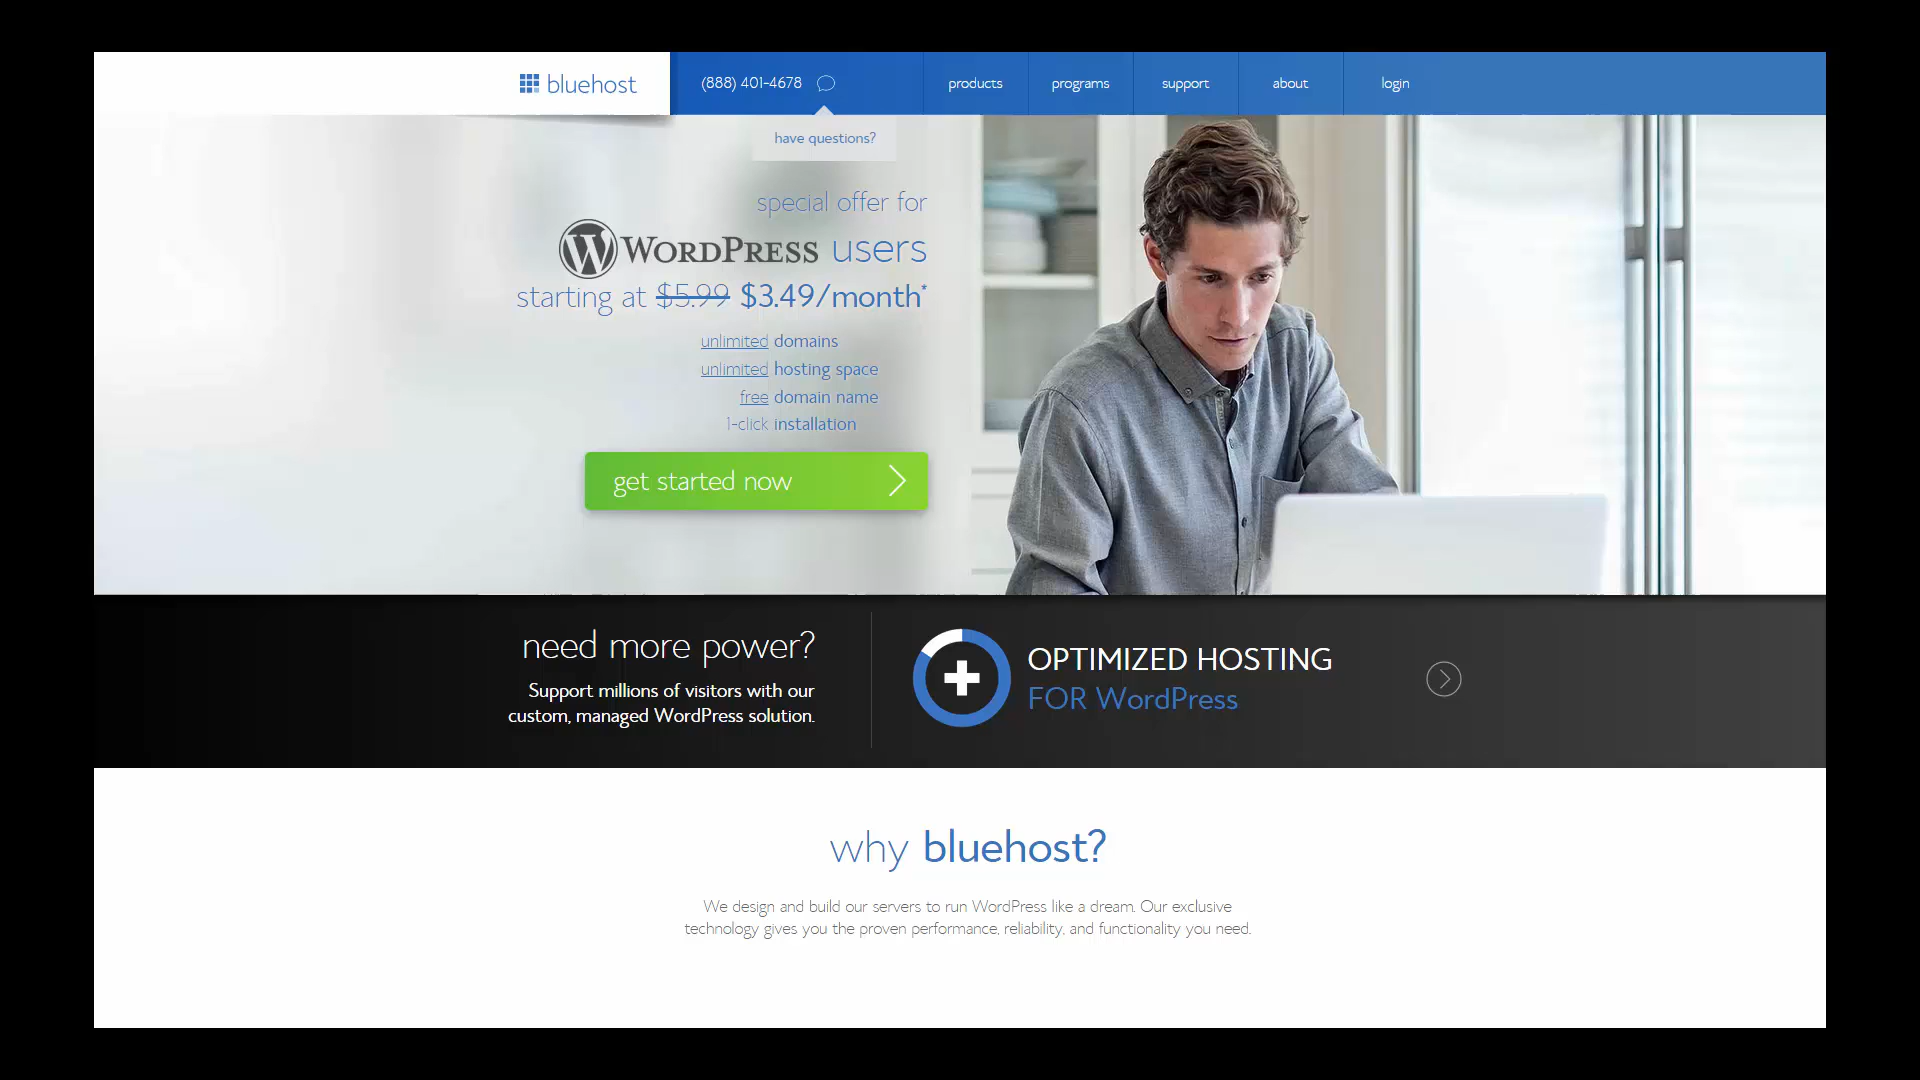 bluehost
(888) 401-4678
products
programs
support
about
login
have questions?
special offer for
WORDPRESS users
starting at $5.99 $3.49/month*
unlimited domains
unlimited hosting space
free domain name
1-click installation
get started now
need more power?
Support millions of visitors with our
custom, managed WordPress solution.
OPTIMIZED HOSTING
FOR WordPress
why bluehost?
We design and build our servers to run WordPress like a dream. Our exclusive
technology gives you the proven performance, reliability, and functionality you need.